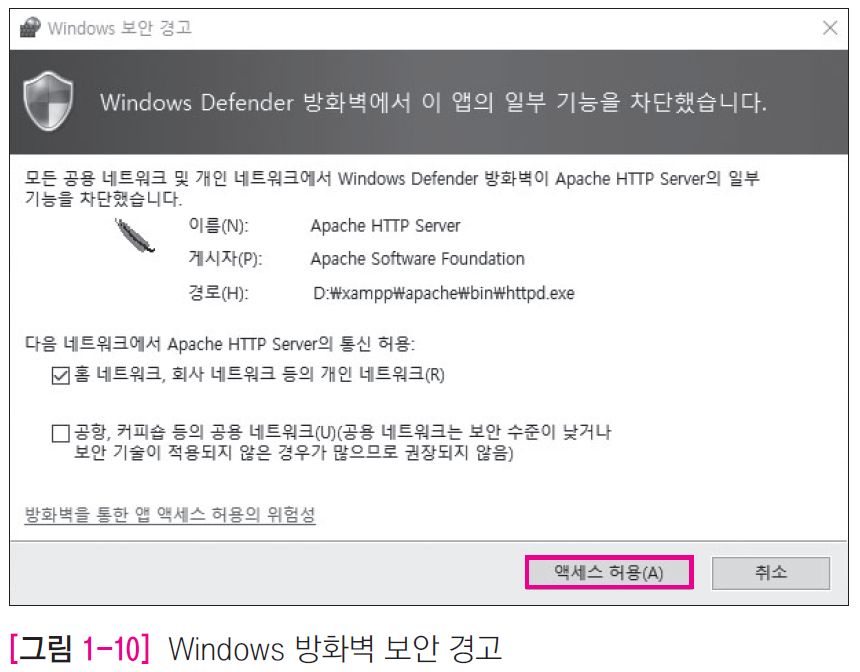 Windows 보안 경고
Windows Defender 방화벽에서 이 앱의 일부 기능을 차단했습니다.
모든 공용 네트워크 및 개인 네트워크에서 Windows Defender 방화벽이 Apache HTTP Server의 일부
기능을 차단했습니다.
이름(N): Apache HTTP Server
게시자(P): Apache Software Foundation
경로(H): D:₩xampp₩apache₩bin₩httpd.exe
다음 네트워크에서 Apache HTTP Server의 통신 허용:
홈 네트워크, 회사 네트워크 등의 개인 네트워크(R)
공항, 커피숍 등의 공용 네트워크(U)(공용 네트워크는 보안 수준이 낮거나
보안 기술이 적용되지 않은 경우가 많으므로 권장되지 않음)
방화벽을 통한 앱 액세스 허용의 위험성
액세스 허용(A) 취소
[그림 1-10] Windows 방화벽 보안 경고